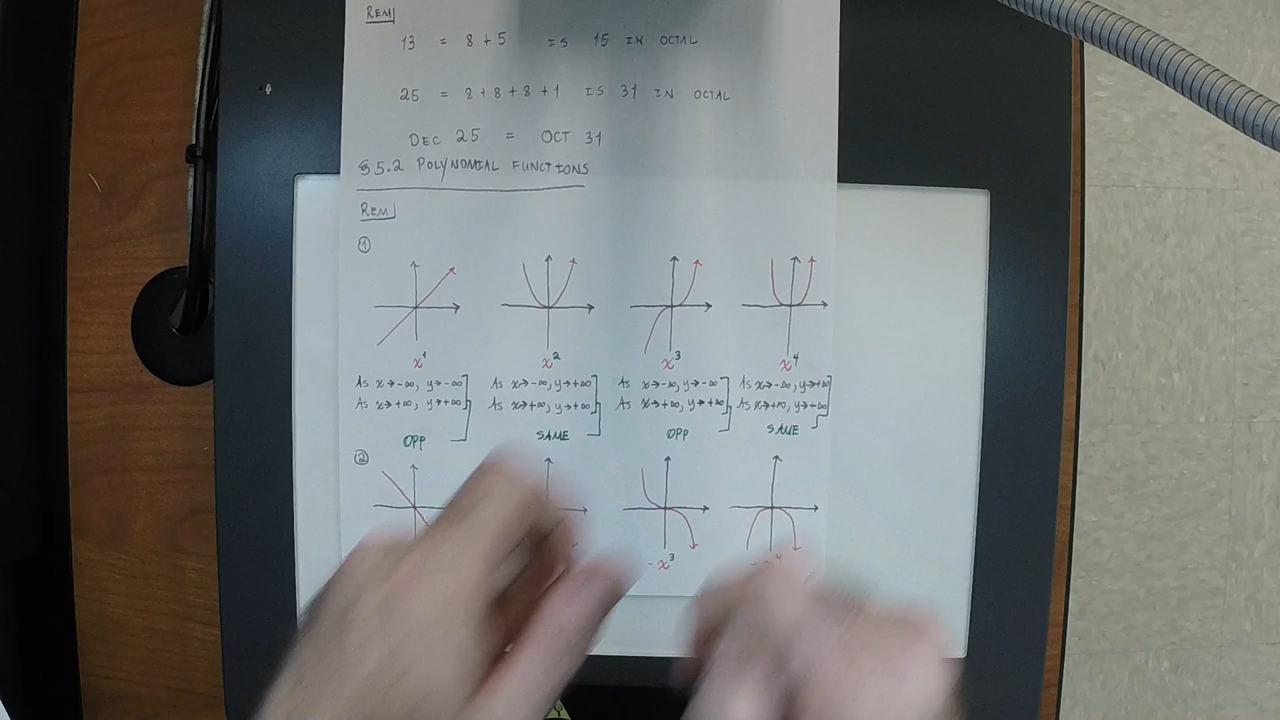 REM
13 = 8 + 5 IS 15 IN OCTAL
25 = 8 + 8 + 8 + 1 IS 31 IN OCTAL
DEC 25 = OCT 31
§5.2 POLYNOMIAL FUNCTIONS
REM
①
x¹ x² x³ x⁴
As x→-∞, y→-∞ As x→-∞, y→+∞ As x→-∞, y→-∞ As x→-∞, y→+∞
As x→+∞, y→+∞ As x→+∞, y→+∞ As x→+∞, y→+∞ As x→+∞, y→+∞
OPP SAME OPP SAME
②
-x³